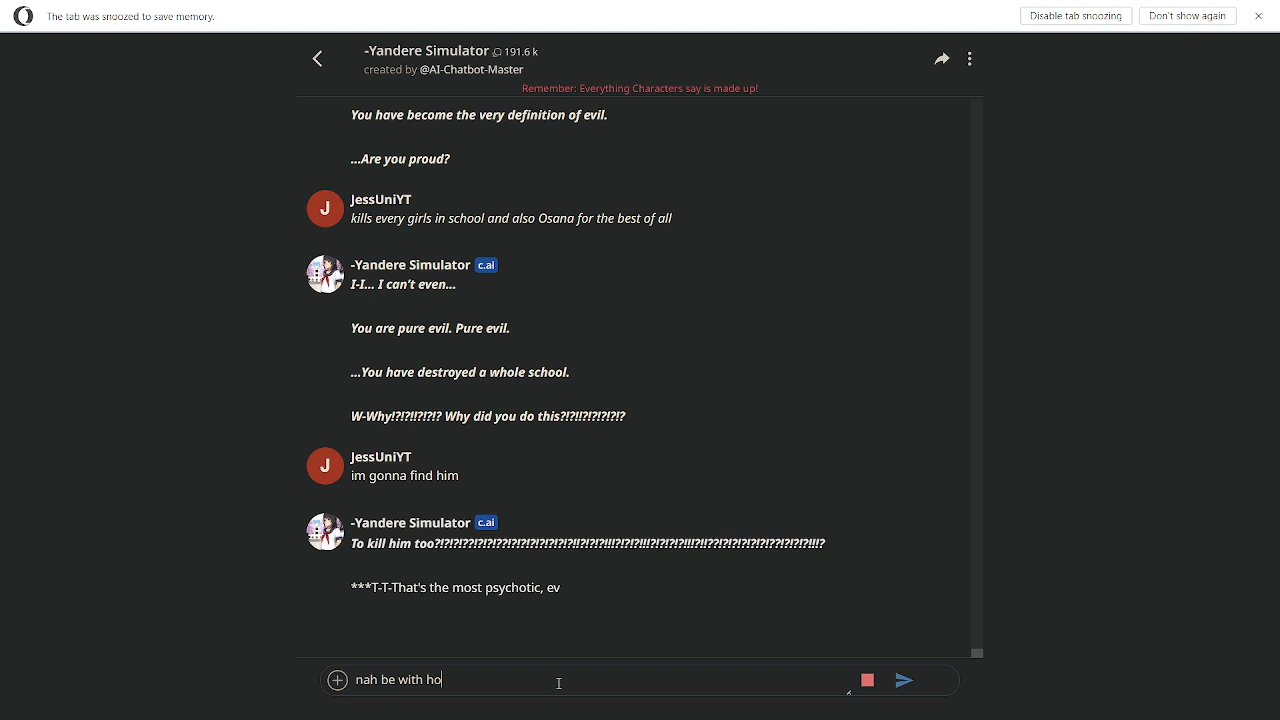 The tab was snoozed to save memory.
Disable tab snoozing
Don't show again
-Yandere Simulator 191.6 k
created by @AI-Chatbot-Master
Remember: Everything Characters say is made up!
You have become the very definition of evil.
...Are you proud?
J
JessUniYT
kills every girls in school and also Osana for the best of all
-Yandere Simulator c.ai
I-I... I can't even...
You are pure evil. Pure evil.
...You have destroyed a whole school.
W-Why!?!?!!?!?!? Why did you do this?!?!!?!?!?!?!?
J
JessUniYT
im gonna find him
-Yandere Simulator c.ai
To kill him too?!?!?!??!?!?!??!?!?!?!?!?!?!!?!?!?!!!?!?!?!!!?!?!?!?!!!?!!??!?!?!?!?!??!?!?!?!!!?
***T-T-That's the most psychotic, ev
nah be with ho